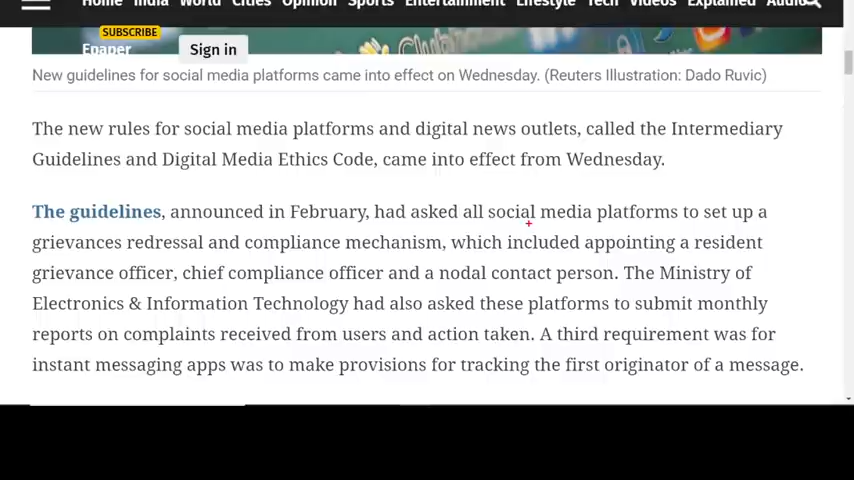 Home India World Cities Opinion Sports Entertainment Lifestyle Tech Videos Explained Audio
SUBSCRIBE
Epaper
Sign in
New guidelines for social media platforms came into effect on Wednesday. (Reuters Illustration: Dado Ruvic)
The new rules for social media platforms and digital news outlets, called the Intermediary
Guidelines and Digital Media Ethics Code, came into effect from Wednesday.
The guidelines, announced in February, had asked all social media platforms to set up a
grievances redressal and compliance mechanism, which included appointing a resident
grievance officer, chief compliance officer and a nodal contact person. The Ministry of
Electronics & Information Technology had also asked these platforms to submit monthly
reports on complaints received from users and action taken. A third requirement was for
instant messaging apps was to make provisions for tracking the first originator of a message.